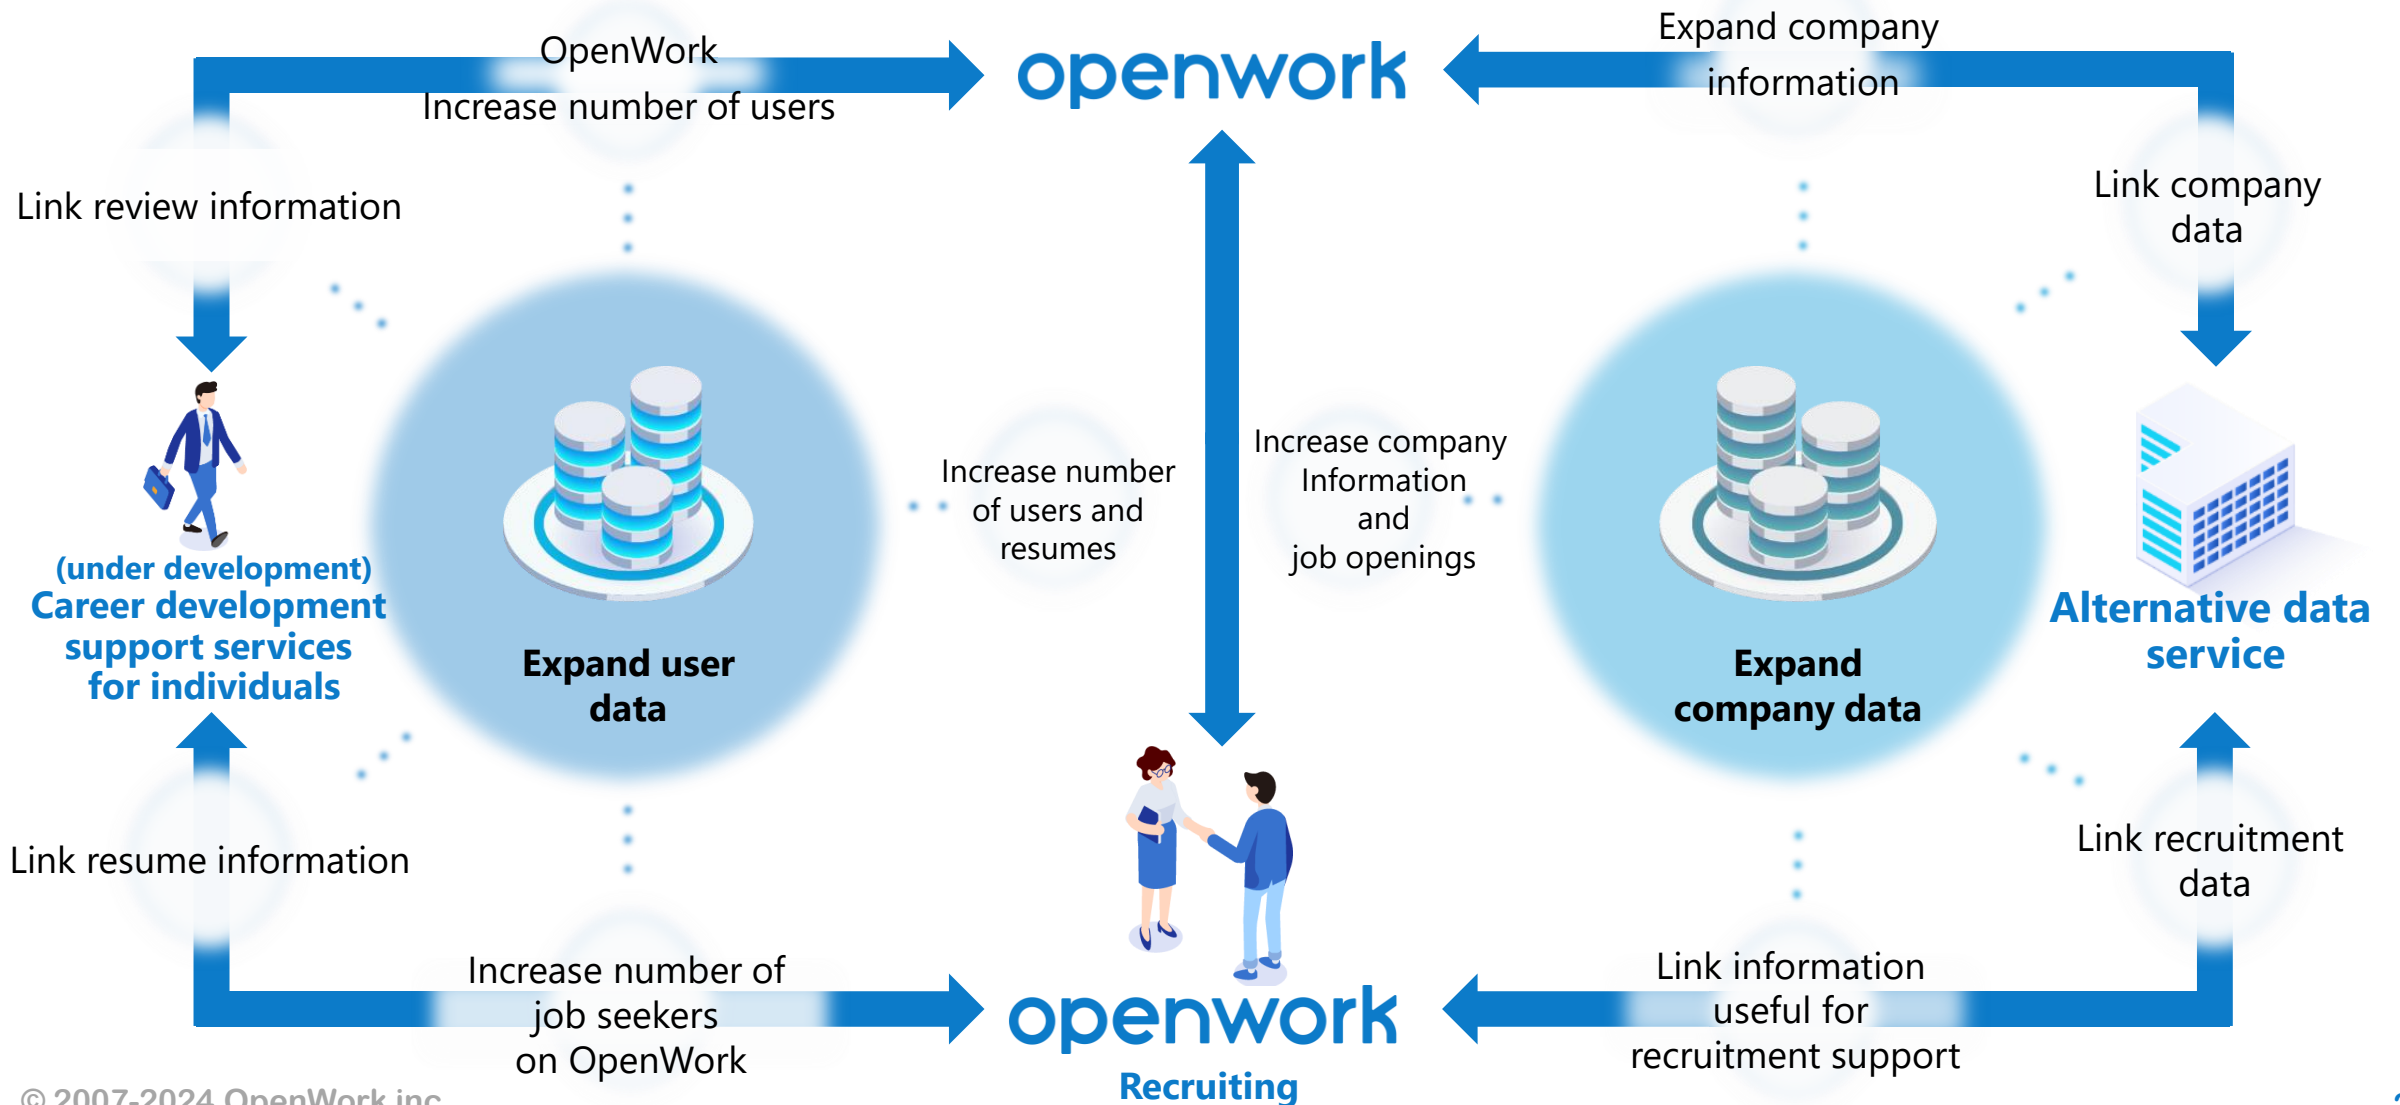 OpenWork
Increase number of users
openwork
Expand company
information
Link review information
Link company
data
Increase number
of users and
resumes
Increase company
Information
and
job openings
(under development)
Career development
support services
for individuals
Expand user
data
Expand
company data
Alternative data
service
Link resume information
Link recruitment
data
Increase number of
job seekers
on OpenWork
openwork
Recruiting
Link information
useful for
recruitment support
© 2007-2024 OpenWork inc